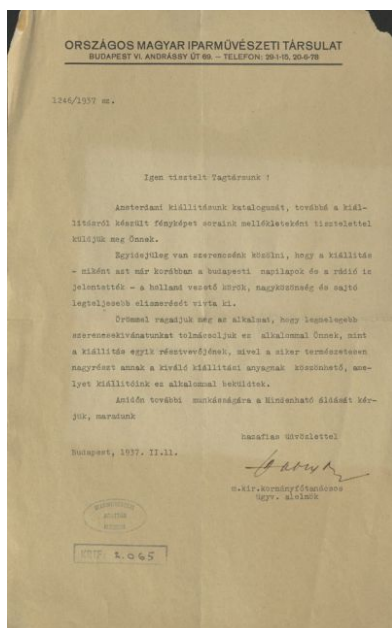 ORSZÁGOS MAGYAR IPARMŰVÉSZETI TÁRSULAT
BUDAPEST VI. ANDRÁSSY ÚT 69. – TELEFON: 29-1-15, 20-6-78
1246/1937 sz.
Igen tisztelt Tagtársunk !
Amsterdami kiállitásunk katalogusát, továbbá a kiál-
litásról készült fényképet soraink mellékleteként tisztelettel
küldjük meg Önnek.
Egyidejüleg van szerencsénk közölni, hogy a kiállitás
- miként azt már korábban a budapesti napilapok és a rádió is
jelentették - a holland vezető körök, nagyközönség és sajtó
legteljesebb elismerését vivta ki.
Örömmel ragadjuk meg az alkalmat, hogy legmelegebb
szerencsekivánatunkat tolmácsoljuk ez alkalommal Önnek, mint
a kiállitás egyik résztvevőjének, mivel a siker természetesen
nagyrészt annak a kiváló kiállitási anyagnak köszönhető, ame-
lyet kiállitóink ez alkalommal beküldtek.
Amidőn további munkásságára a Mindenható áldását kér-
jük, maradunk
hazafias üdvözlettel
Budapest, 1937. II.11.
m.kir.kormányfőtanácsos
ügyv. alelnök
2.065